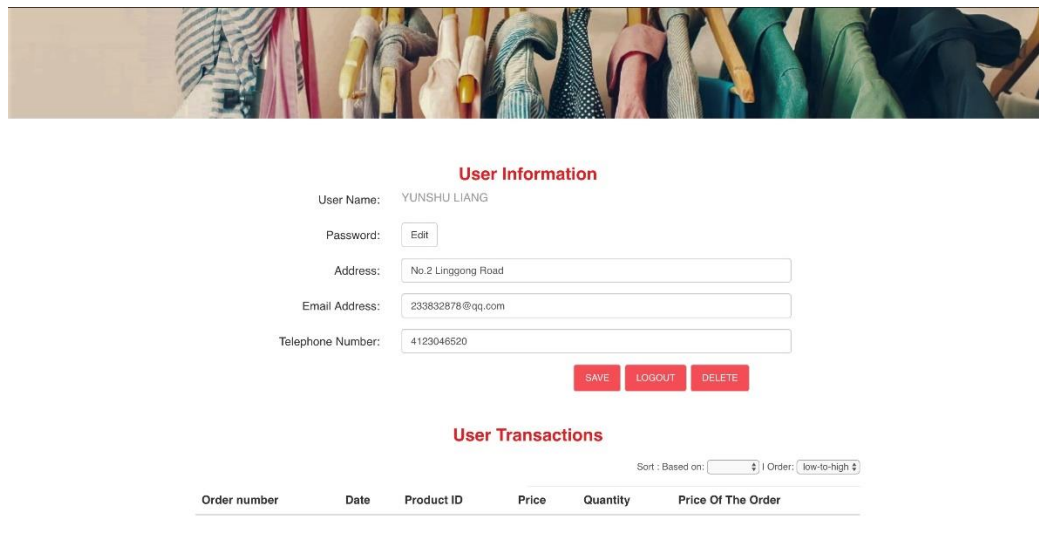 User Information
User Name: YUNSHU LIANG
Password: Edit
Address: No.2 Linggong Road
Email Address: 233832878@qq.com
Telephone Number: 4123046520
SAVE LOGOUT DELETE
User Transactions
Sort : Based on: | Order: low-to-high
Order number Date Product ID Price Quantity Price Of The Order